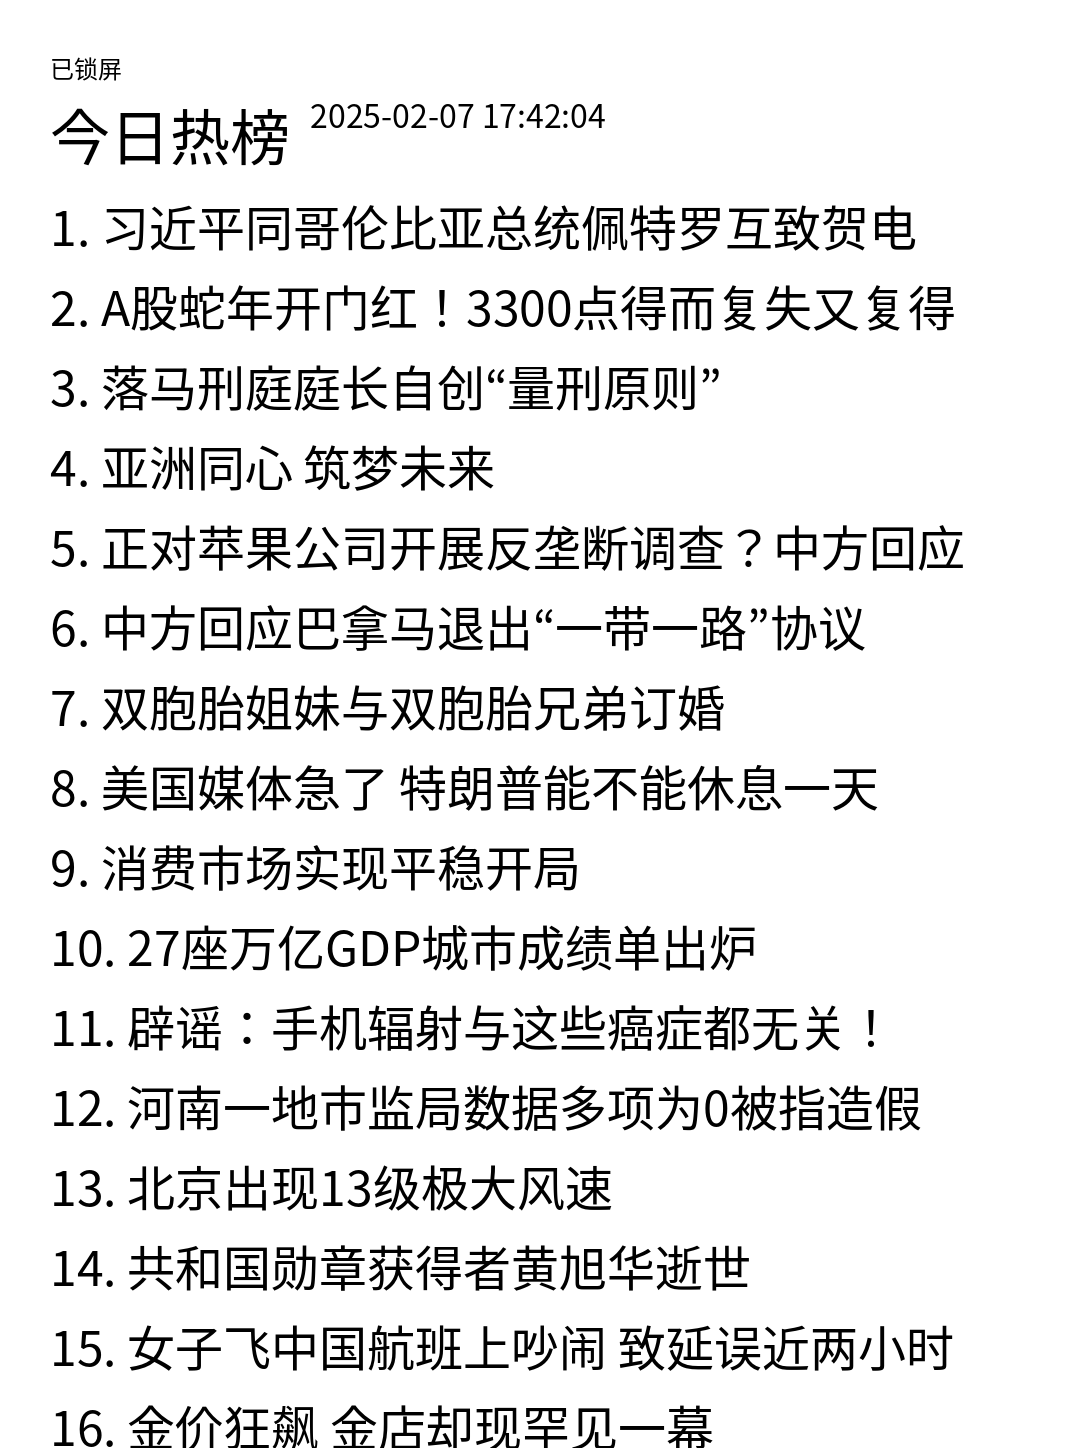 已锁屏
今日热榜 2025-02-07 17:42:04
1. 习近平同哥伦比亚总统佩特罗互致贺电
2. A股蛇年开门红！3300点得而复失又复得
3. 落马刑庭庭长自创“量刑原则”
4. 亚洲同心 筑梦未来
5. 正对苹果公司开展反垄断调查？中方回应
6. 中方回应巴拿马退出“一带一路”协议
7. 双胞胎姐妹与双胞胎兄弟订婚
8. 美国媒体急了 特朗普能不能休息一天
9. 消费市场实现平稳开局
10. 27座万亿GDP城市成绩单出炉
11. 辟谣：手机辐射与这些癌症都无关！
12. 河南一地市监局数据多项为0被指造假
13. 北京出现13级极大风速
14. 共和国勋章获得者黄旭华逝世
15. 女子飞中国航班上吵闹 致延误近两小时
16. 金价狂飙 金店却现罕见一幕